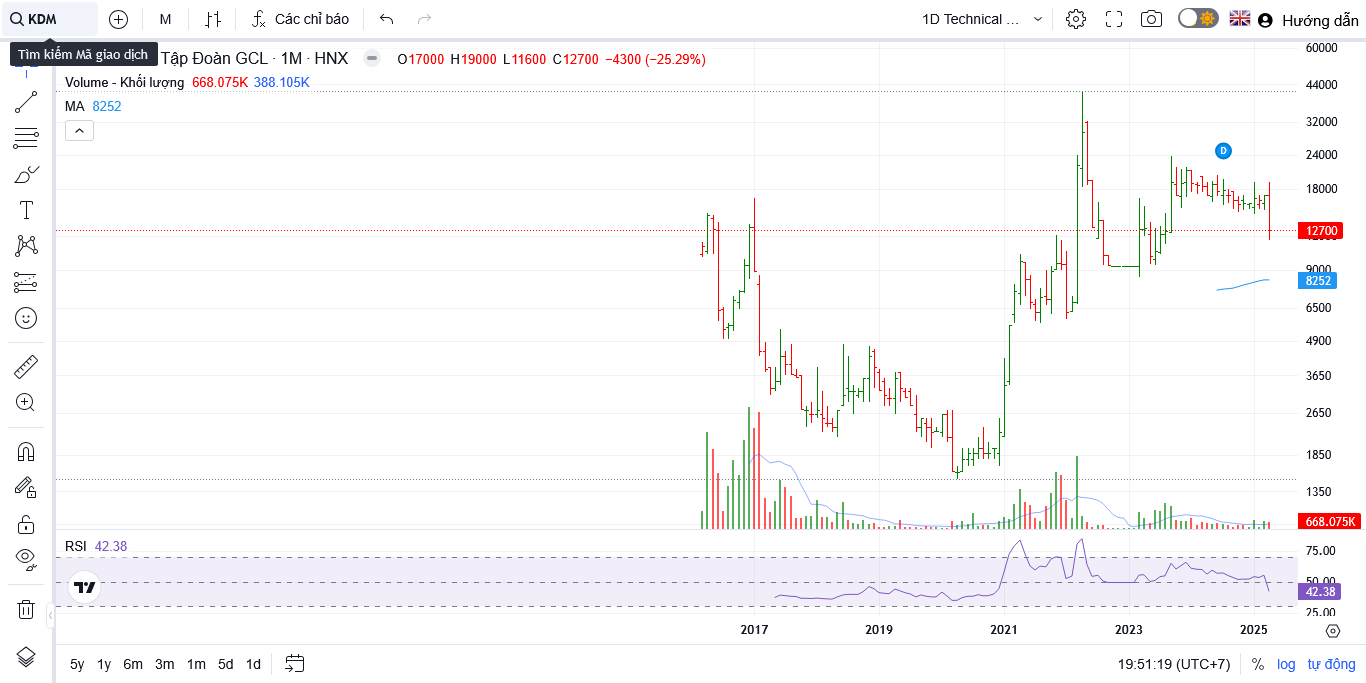 KDM M Các chỉ báo 1D Technical ... Hướng dẫn
Tìm kiếm Mã giao dịch
Tập Đoàn GCL · 1M · HNX O17000 H19000 L11600 C12700 −4300 (−25.29%)
Volume - Khối lượng 668.075K 388.105K
MA 8252
60000
44000
32000
D
24000
18000
12700
9000
8252
6500
4900
3650
2650
1850
1350
668.075K
RSI 42.38
75.00
50.00
42.38
25.00
2017 2019 2021 2023 2025
5y 1y 6m 3m 1m 5d 1d 19:51:19 (UTC+7) % log tự động